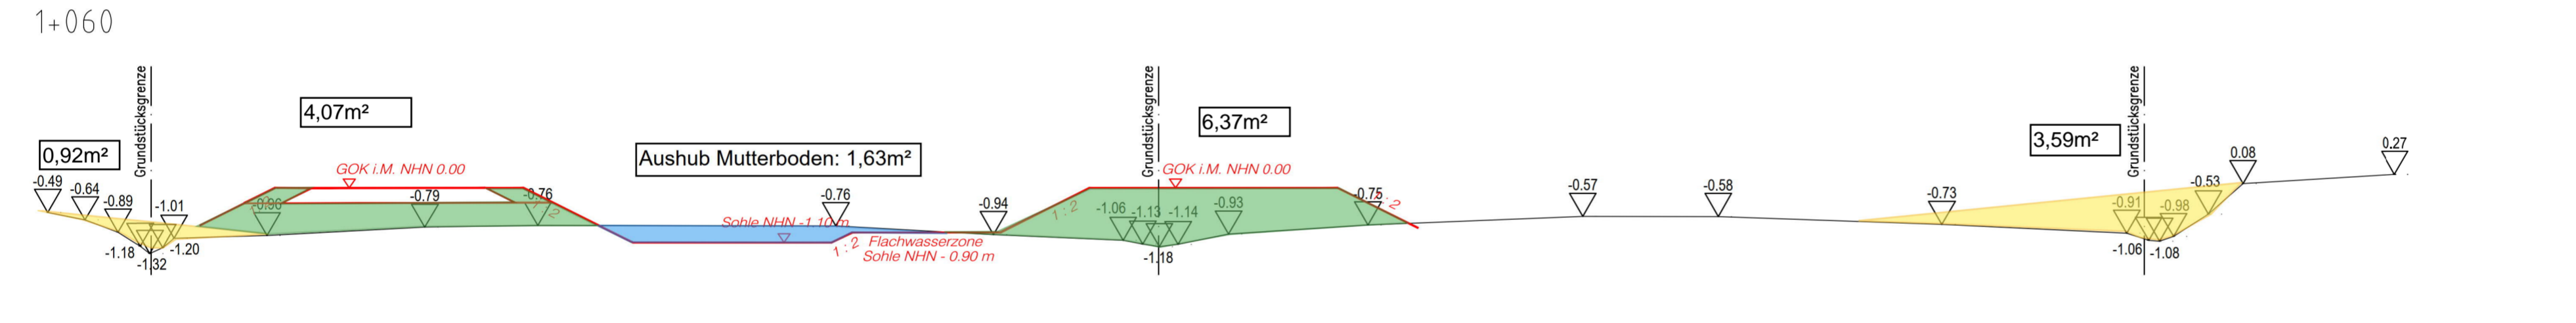 1+060
Grundstücksgrenze
Grundstücksgrenze
Grundstücksgrenze
4,07m²
6,37m²
3,59m²
0,92m²
Aushub Mutterboden: 1,63m²
GOK i.M. NHN 0.00
GOK i.M. NHN 0.00
0.27
0.08
-0.49
-0.64
-0.89
-1.01
-0.96
-0.79
-0.76
-0.76
-0.94
-1.06
-1.13
-1.14
-0.93
-0.75
-0.57
-0.58
-0.73
-0.91
-0.98
-0.53
1:2
1:2
1:2
Sohle NHN -1.10 m
1:2
Flachwasserzone
Sohle NHN - 0.90 m
-1.18
-1.32
-1.20
-1.18
-1.06
-1.08